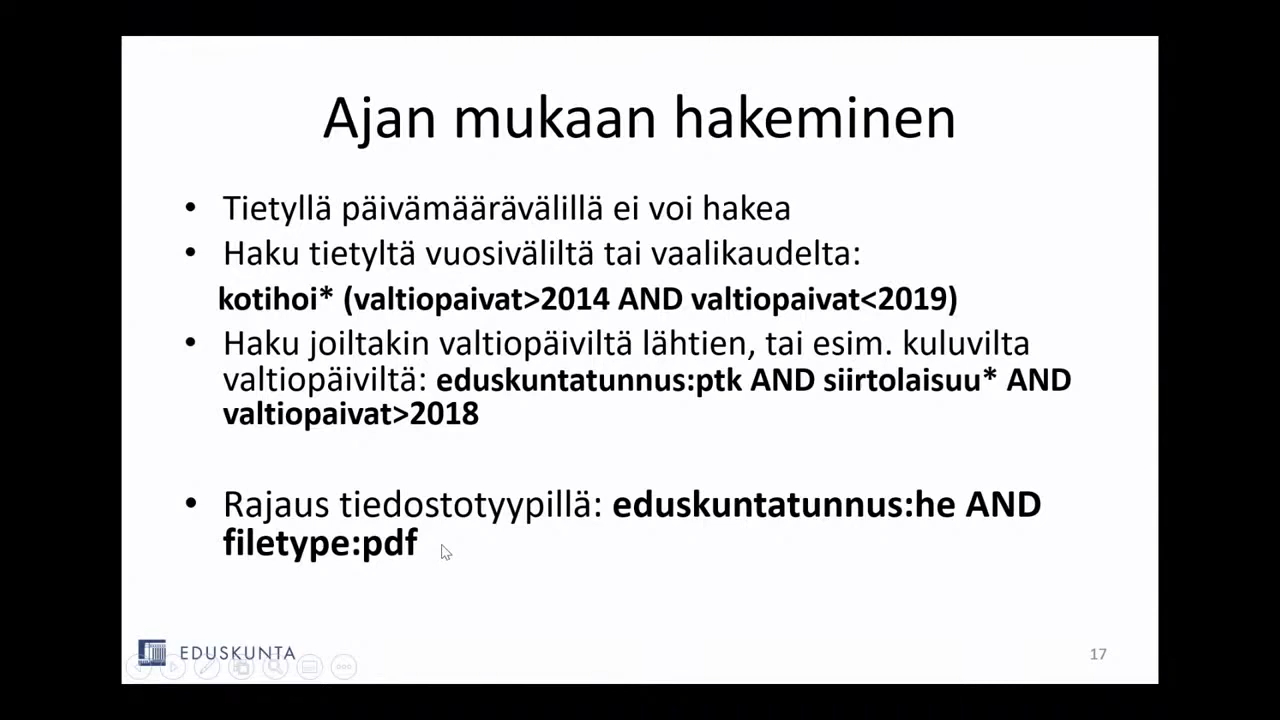 Ajan mukaan hakeminen
• Tietyllä päivämäärävälillä ei voi hakea
• Haku tietyltä vuosiväliltä tai vaalikaudelta:
kotihoi* (valtiopaivat>2014 AND valtiopaivat<2019)
• Haku joiltakin valtiopäiviltä lähtien, tai esim. kuluvilta
valtiopäiviltä: eduskuntatunnus:ptk AND siirtolaisuu* AND
valtiopaivat>2018
• Rajaus tiedostotyypillä: eduskuntatunnus:he AND
filetype:pdf
EDUSKUNTA
17